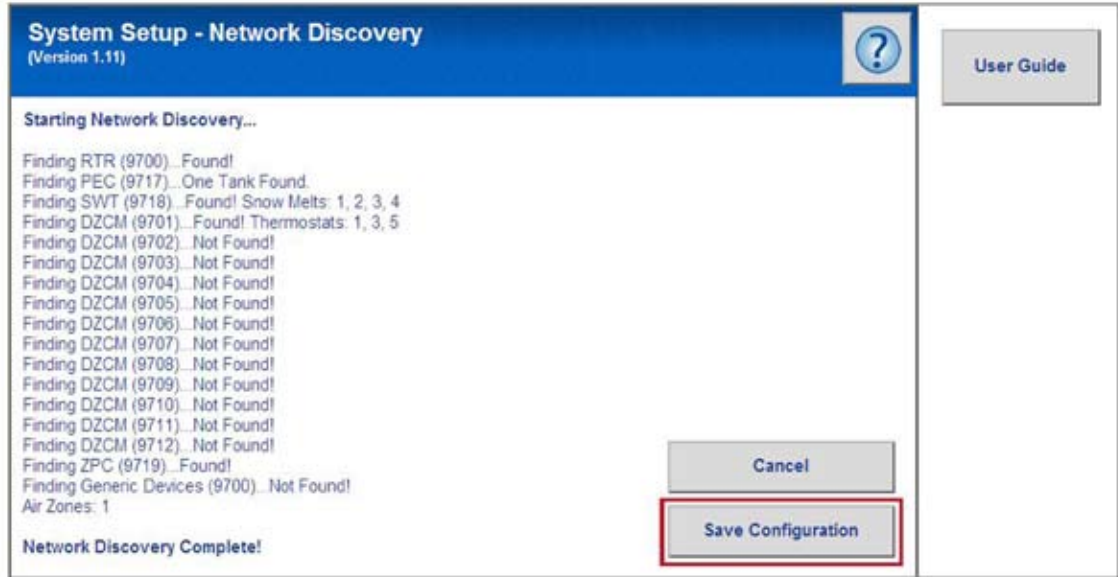 System Setup - Network Discovery
(Version 1.11)
?
User Guide
Starting Network Discovery...
Finding RTR (9700)...Found!
Finding PEC (9717)...One Tank Found.
Finding SWT (9718)...Found! Snow Melts: 1, 2, 3, 4
Finding DZCM (9701)...Found! Thermostats: 1, 3, 5
Finding DZCM (9702)...Not Found!
Finding DZCM (9703)...Not Found!
Finding DZCM (9704)...Not Found!
Finding DZCM (9705)...Not Found!
Finding DZCM (9706)...Not Found!
Finding DZCM (9707)...Not Found!
Finding DZCM (9708)...Not Found!
Finding DZCM (9709)...Not Found!
Finding DZCM (9710)...Not Found!
Finding DZCM (9711)...Not Found!
Finding DZCM (9712)...Not Found!
Finding ZPC (9719)...Found!
Finding Generic Devices (9700)...Not Found!
Air Zones: 1
Network Discovery Complete!
Cancel
Save Configuration